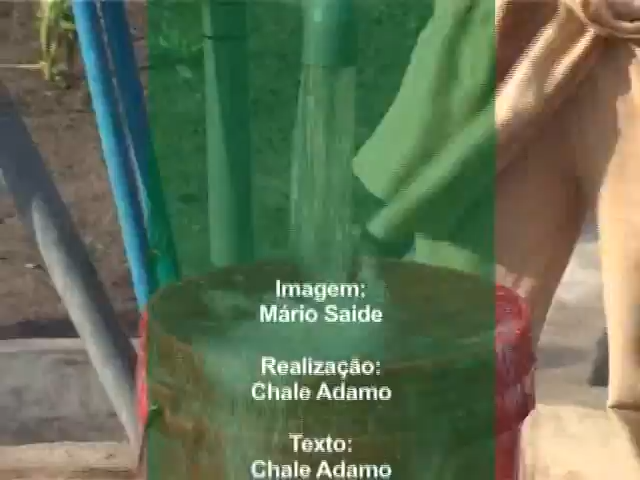 Imagem:
Mário Saide
Realização:
Chale Adamo
Texto:
Chale Adamo